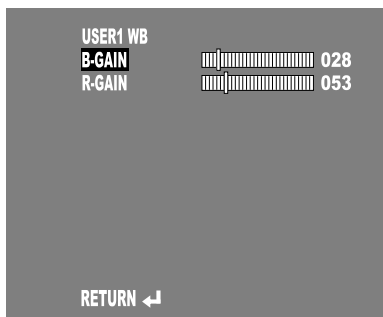 USER1 WB
B-GAIN 028
R-GAIN 053
RETURN ↵